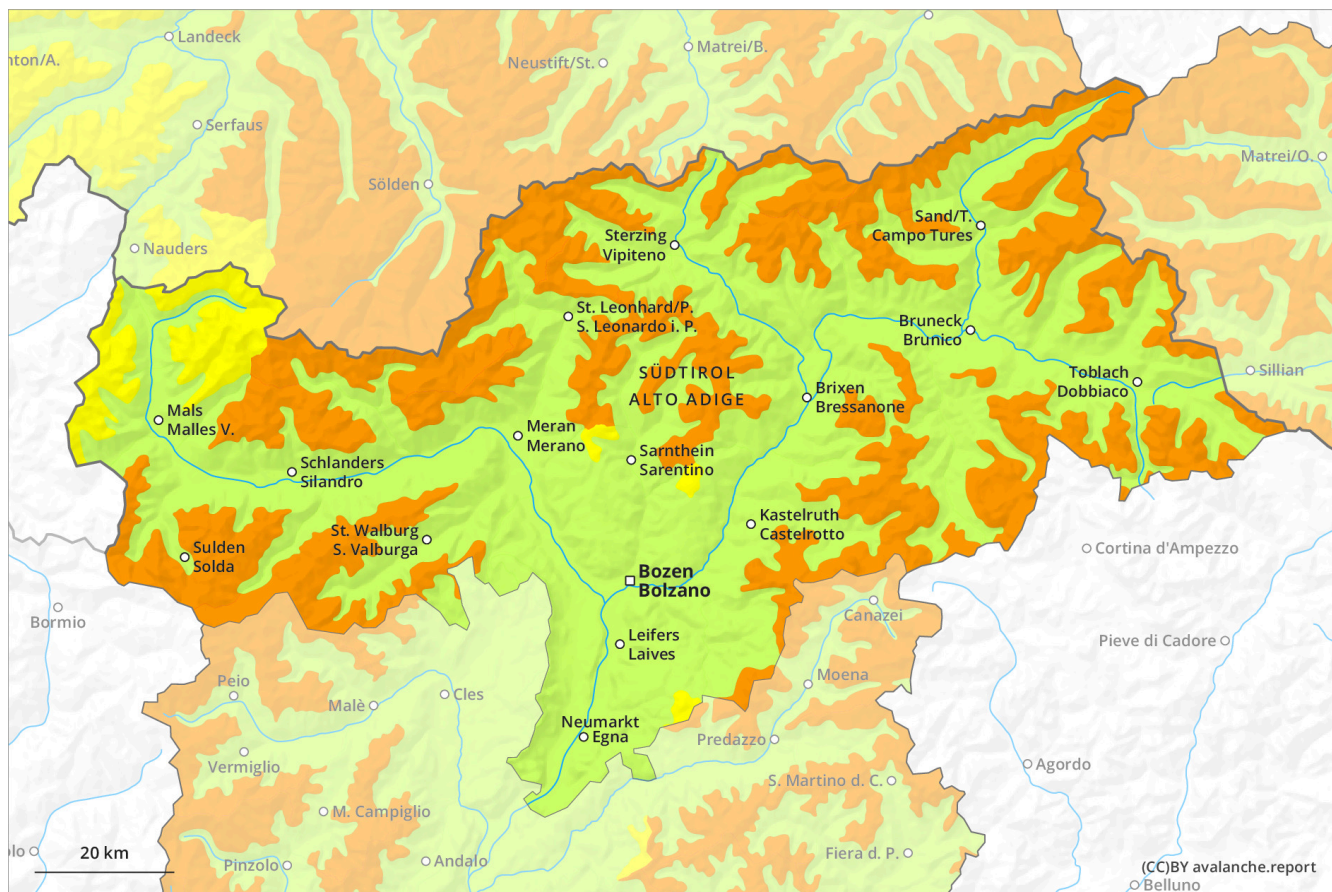 Landeck
Matrei/B.
nton/A.
Neustift/St.
Serfaus
Matrei/O.
Sölden
Sand/T.
Campo Tures
Nauders
Sterzing
Vipiteno
St. Leonhard/P.
S. Leonardo i. P.
Bruneck
Brunico
SÜDTIROL
ALTO ADIGE
Toblach
Dobbiaco
Sillian
Brixen
Bressanone
Mals
Malles V.
Meran
Merano
Sarnthein
Sarentino
Schlanders
Silandro
Kastelruth
Castelrotto
St. Walburg
S. Valburga
Sulden
Solda
Cortina d'Ampezzo
Bozen
Bolzano
Bormio
Canazei
Leifers
Laives
Pieve di Cadore
Peio
Moena
Cles
Malè
Neumarkt
Egna
Predazzo
Vermiglio
Agordo
S. Martino d. C.
M. Campiglio
olo
20 km
Pinzolo
Andalo
Fiera d. P.
(CC)BY avalanche.report
Belluno